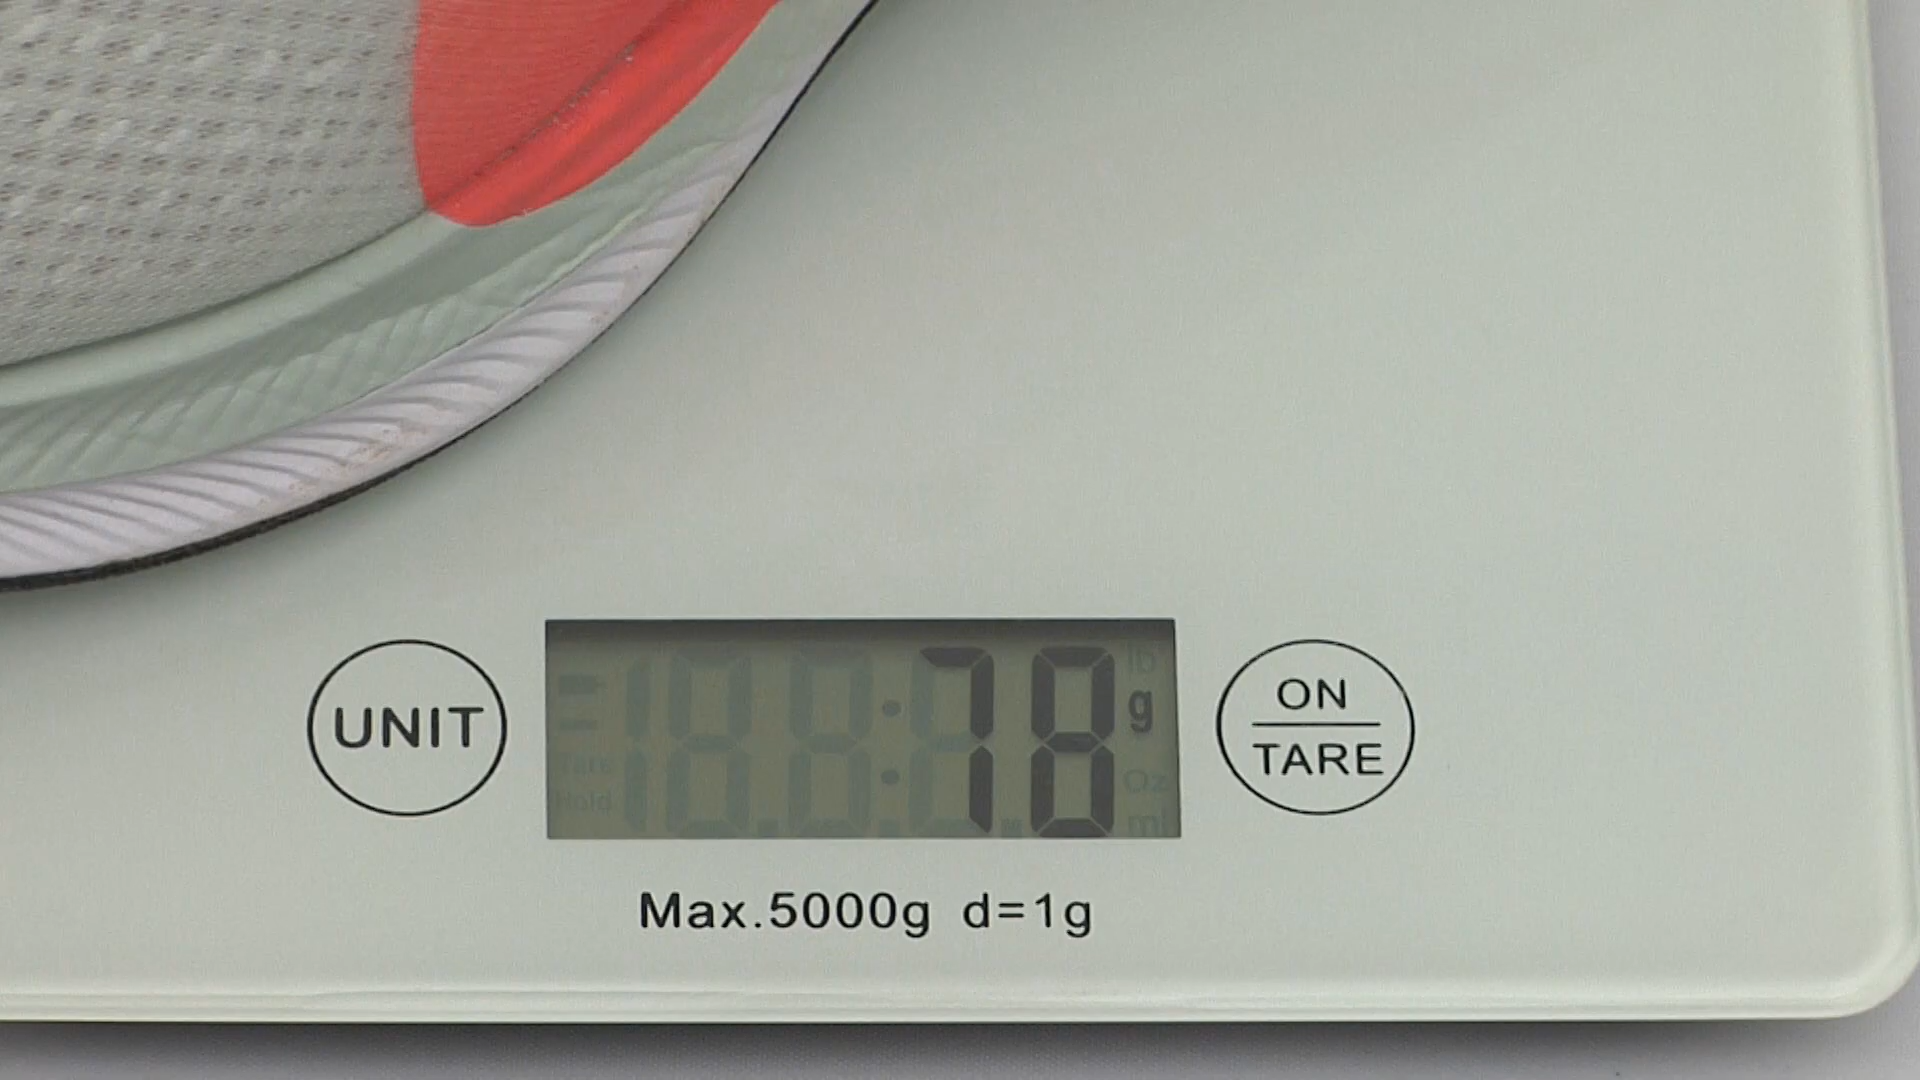 UNIT
78 g
ON
TARE
Max.5000g d=1g